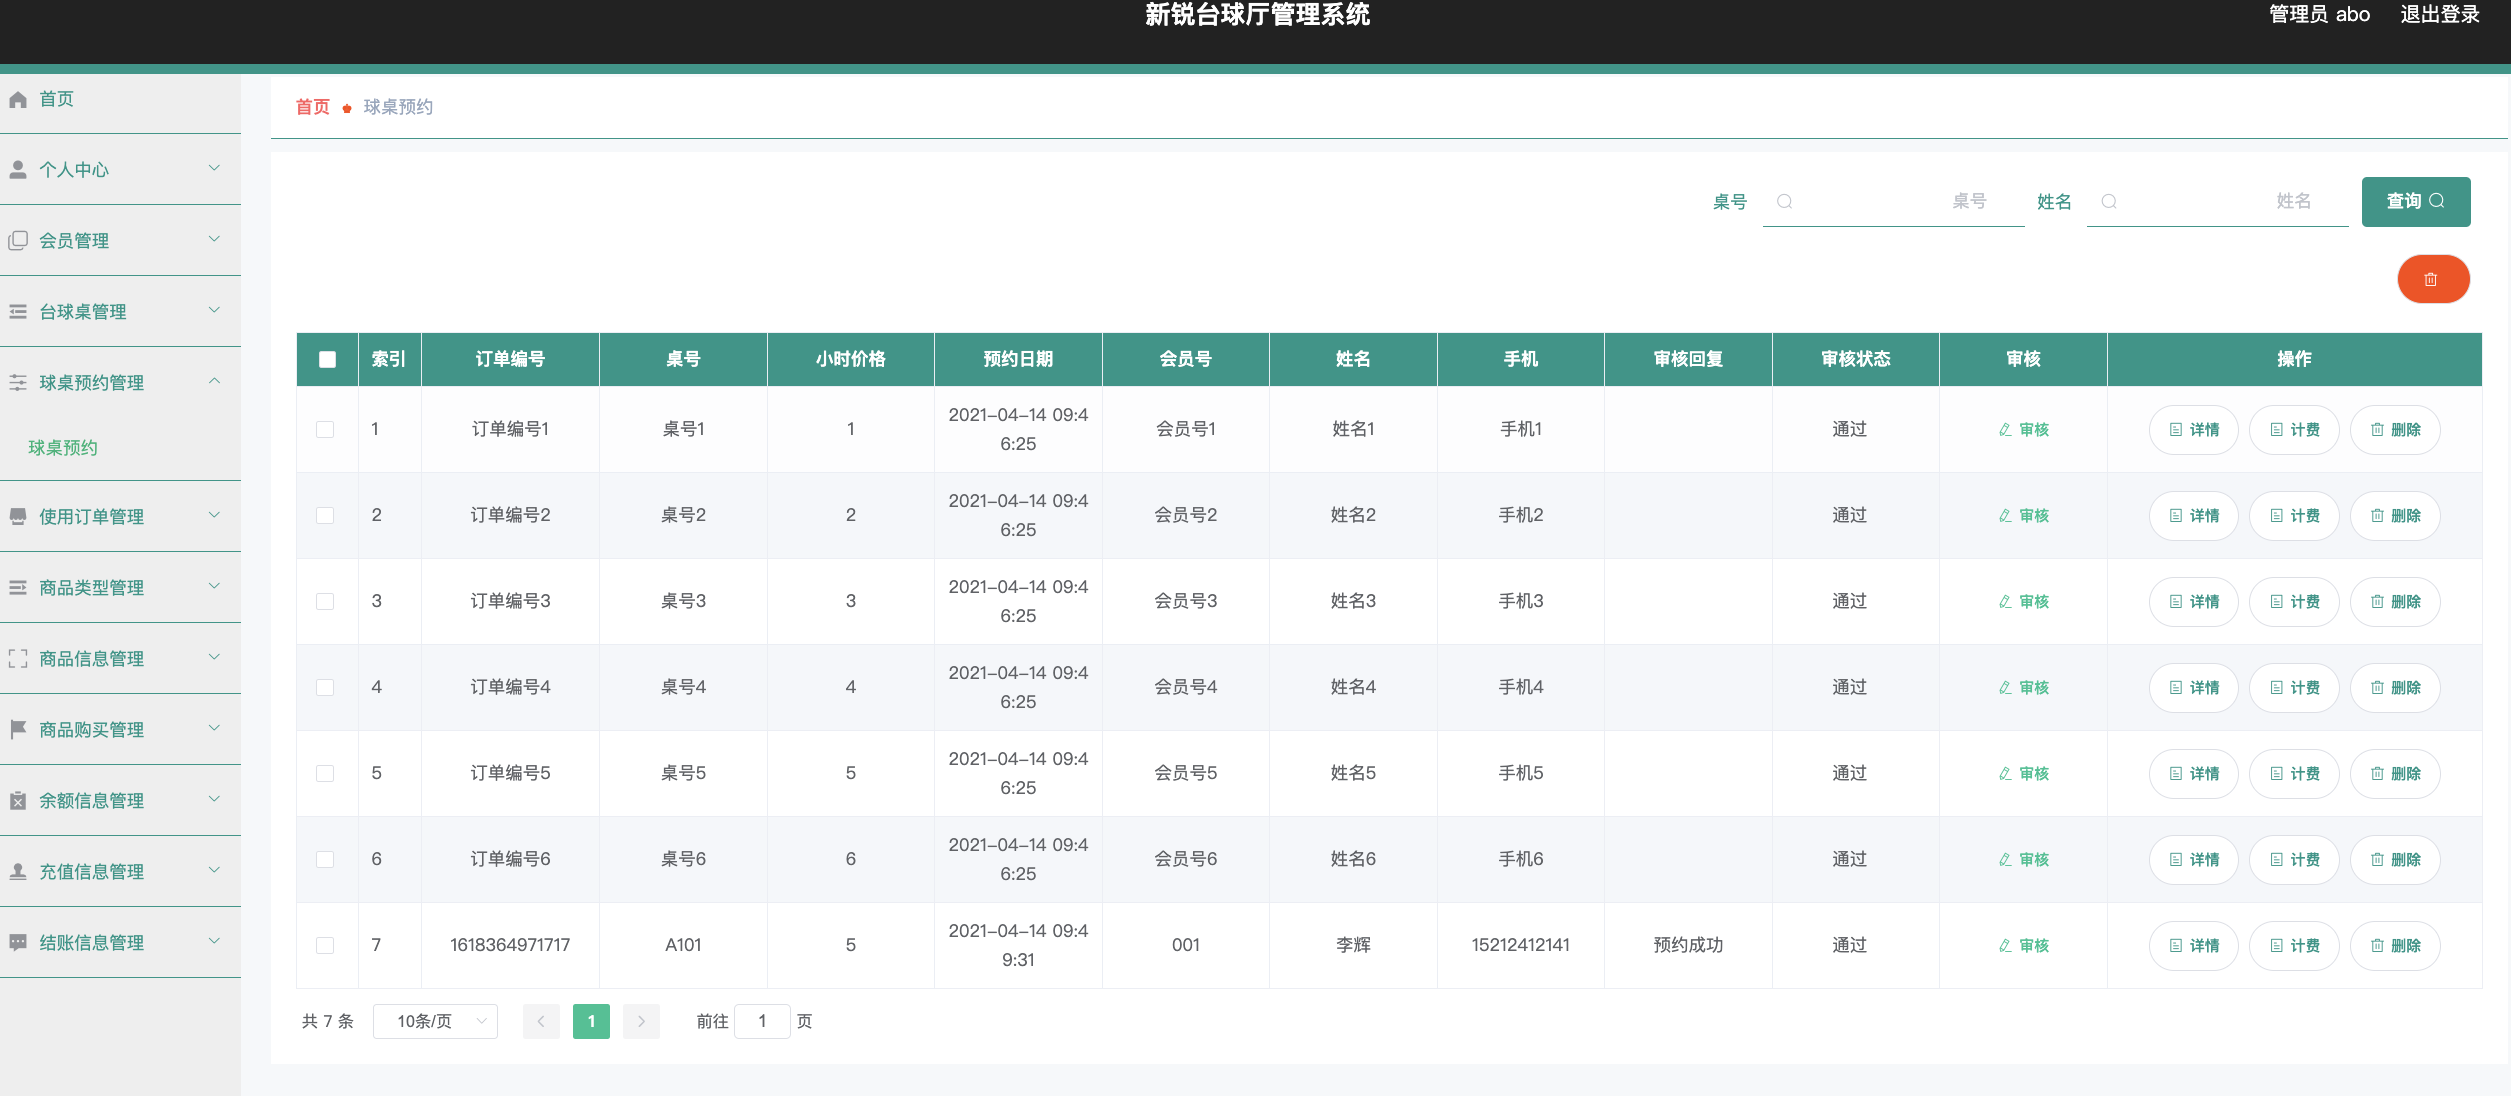 新锐台球厅管理系统
管理员 abo 退出登录
首页
个人中心
会员管理
台球桌管理
球桌预约管理
球桌预约
使用订单管理
商品类型管理
商品信息管理
商品购买管理
余额信息管理
充值信息管理
结账信息管理
首页 球桌预约
桌号 桌号 姓名 姓名 查询
索引 订单编号 桌号 小时价格 预约日期 会员号 姓名 手机 审核回复 审核状态 审核 操作
1 订单编号1 桌号1 1 2021-04-14 09:4 会员号1 姓名1 手机1 通过 审核 详情 计费 删除
6:25
2 订单编号2 桌号2 2 2021-04-14 09:4 会员号2 姓名2 手机2 通过 审核 详情 计费 删除
6:25
3 订单编号3 桌号3 3 2021-04-14 09:4 会员号3 姓名3 手机3 通过 审核 详情 计费 删除
6:25
4 订单编号4 桌号4 4 2021-04-14 09:4 会员号4 姓名4 手机4 通过 审核 详情 计费 删除
6:25
5 订单编号5 桌号5 5 2021-04-14 09:4 会员号5 姓名5 手机5 通过 审核 详情 计费 删除
6:25
6 订单编号6 桌号6 6 2021-04-14 09:4 会员号6 姓名6 手机6 通过 审核 详情 计费 删除
6:25
7 1618364971717 A101 5 2021-04-14 09:4 001 李辉 15212412141 预约成功 通过 审核 详情 计费 删除
9:31
共 7 条 10条/页 1 前往 1 页